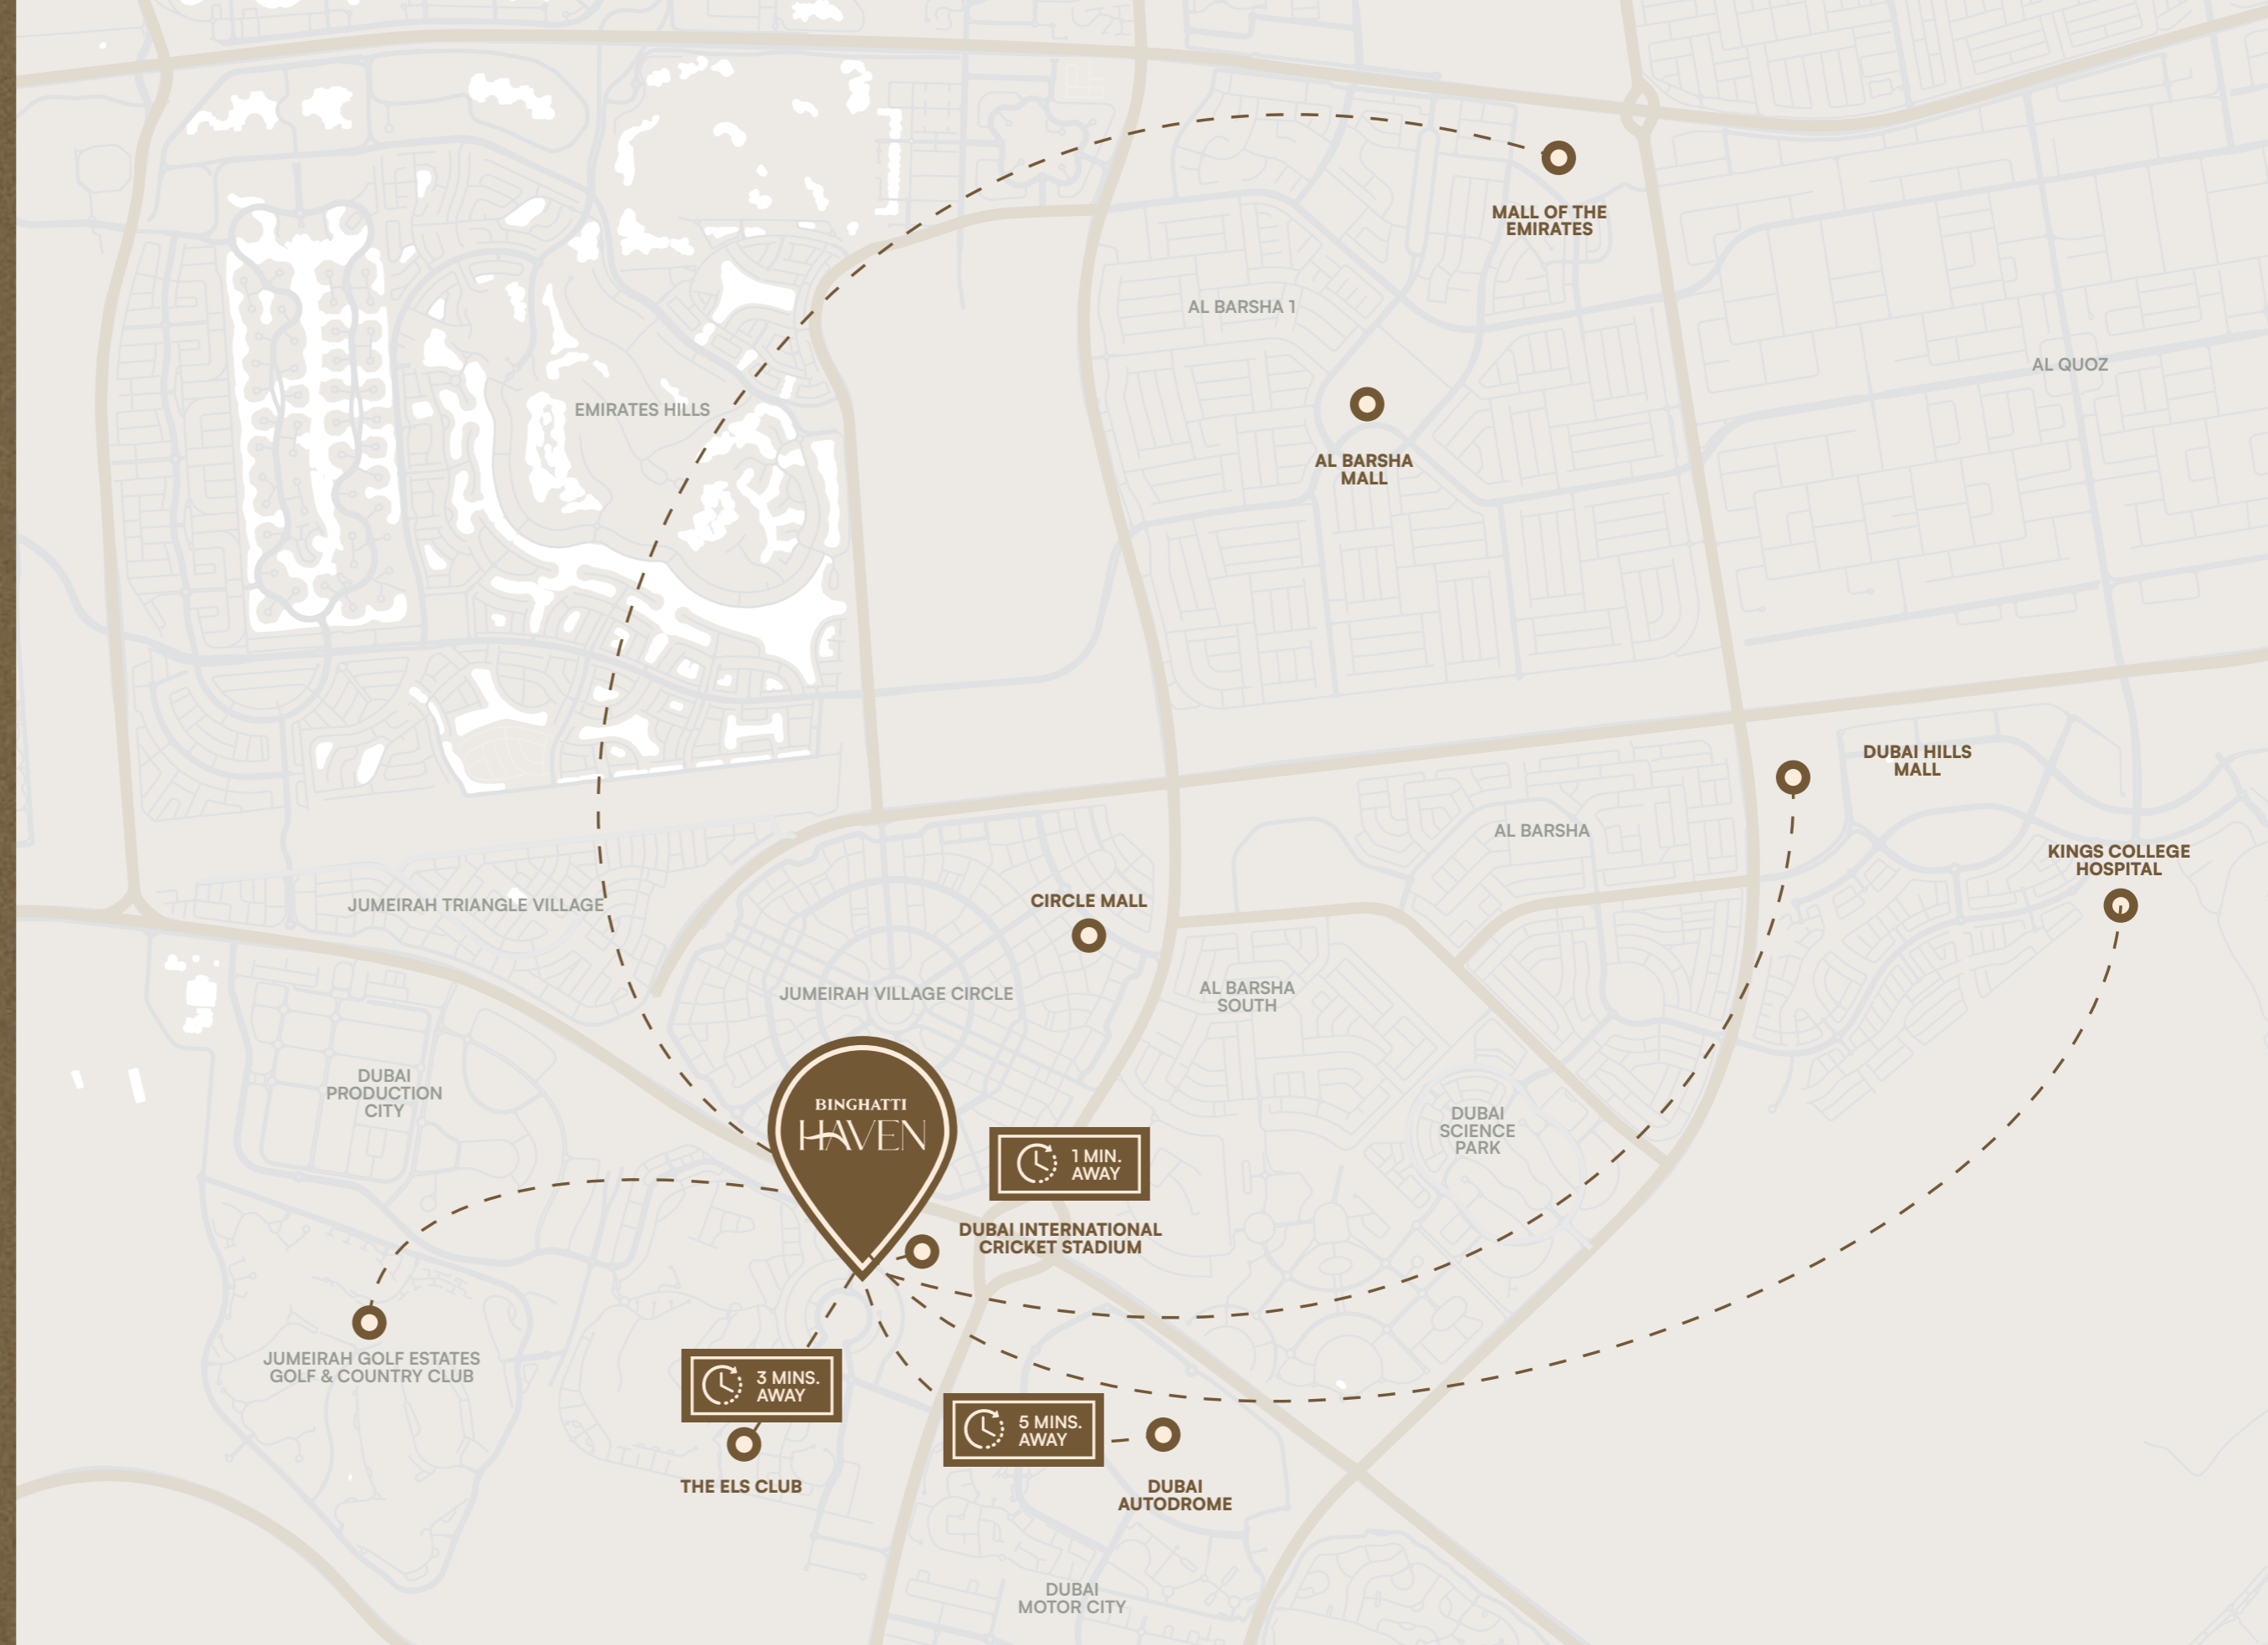 MALL OF THE
EMIRATES
AL BARSHA 1
AL QUOZ
EMIRATES HILLS
AL BARSHA
MALL
DUBAI HILLS
MALL
AL BARSHA
KINGS COLLEGE
HOSPITAL
CIRCLE MALL
JUMEIRAH TRIANGLE VILLAGE
JUMEIRAH VILLAGE CIRCLE
AL BARSHA
SOUTH
DUBAI
PRODUCTION
CITY
BINGHATTI
HAVEN
DUBAI
SCIENCE
PARK
1 MIN.
AWAY
DUBAI INTERNATIONAL
CRICKET STADIUM
JUMEIRAH GOLF ESTATES
GOLF & COUNTRY CLUB
3 MINS.
AWAY
5 MINS.
AWAY
THE ELS CLUB
DUBAI
AUTODROME
DUBAI
MOTOR CITY